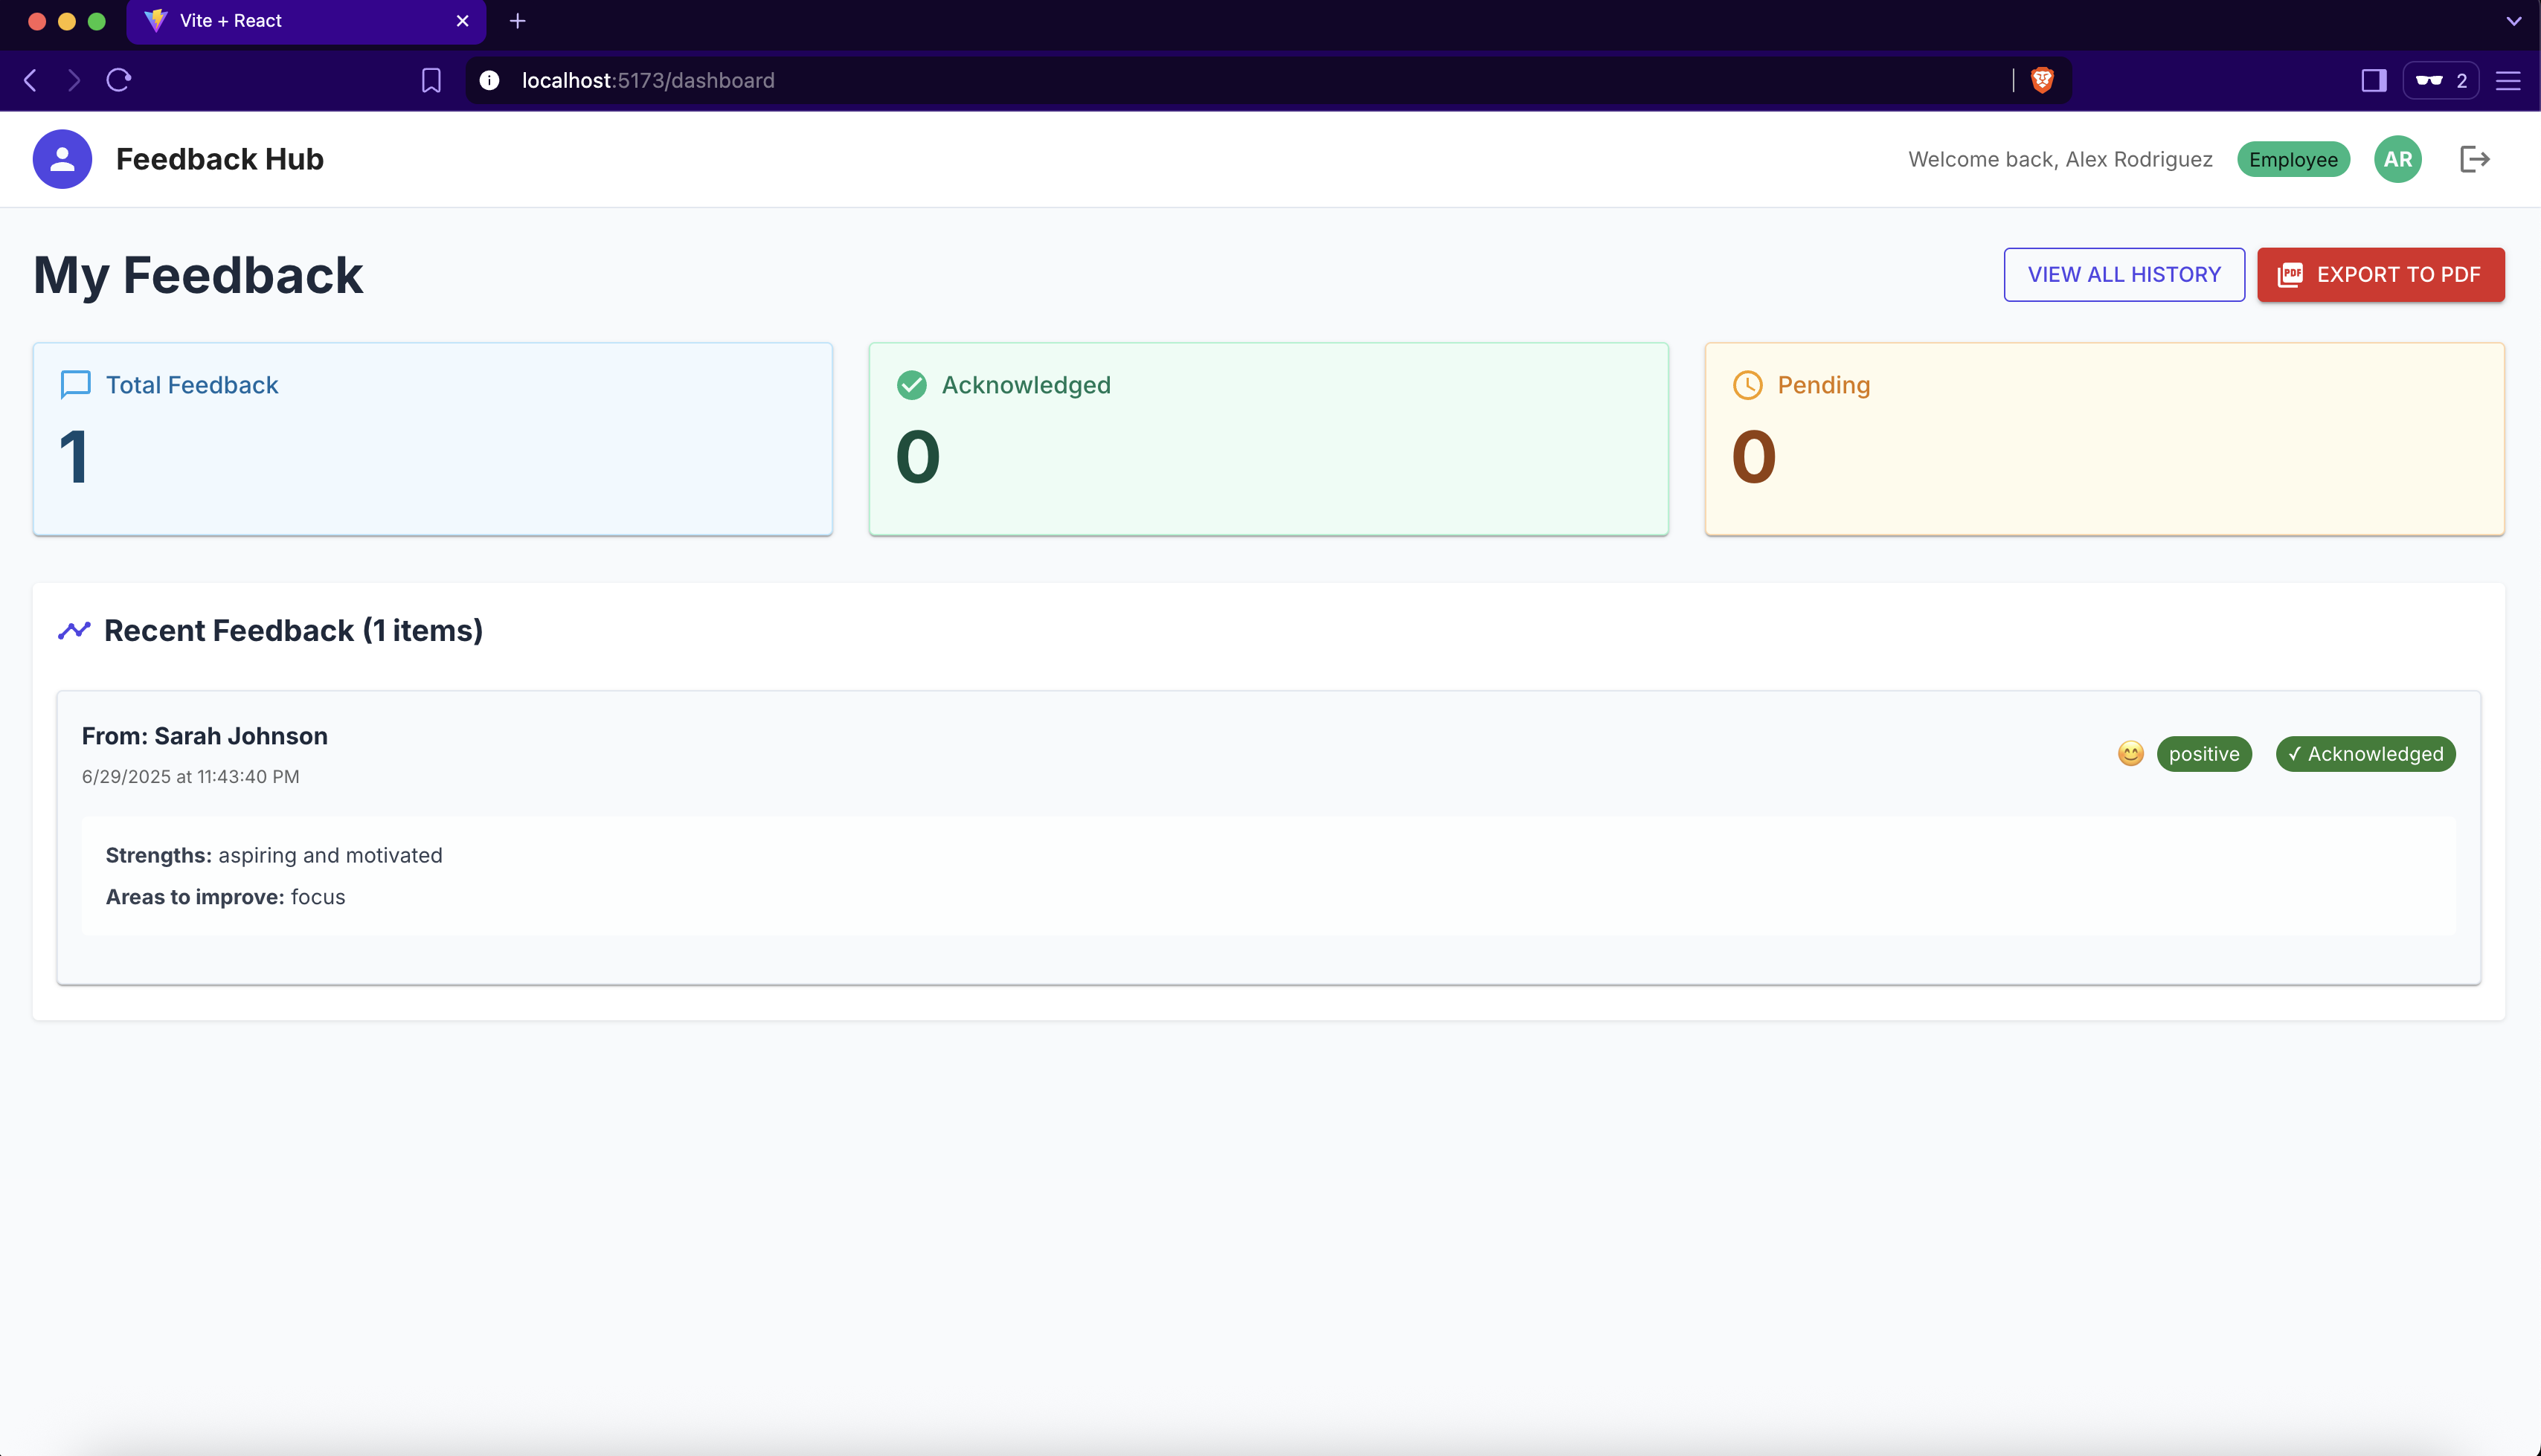 Vite + React
localhost:5173/dashboard
2
Feedback Hub
Welcome back, Alex Rodriguez
Employee
AR
My Feedback
VIEW ALL HISTORY
PDF
EXPORT TO PDF
Total Feedback
1
Acknowledged
0
Pending
0
Recent Feedback (1 items)
From: Sarah Johnson
6/29/2025 at 11:43:40 PM
😊
positive
✓ Acknowledged
Strengths: aspiring and motivated
Areas to improve: focus